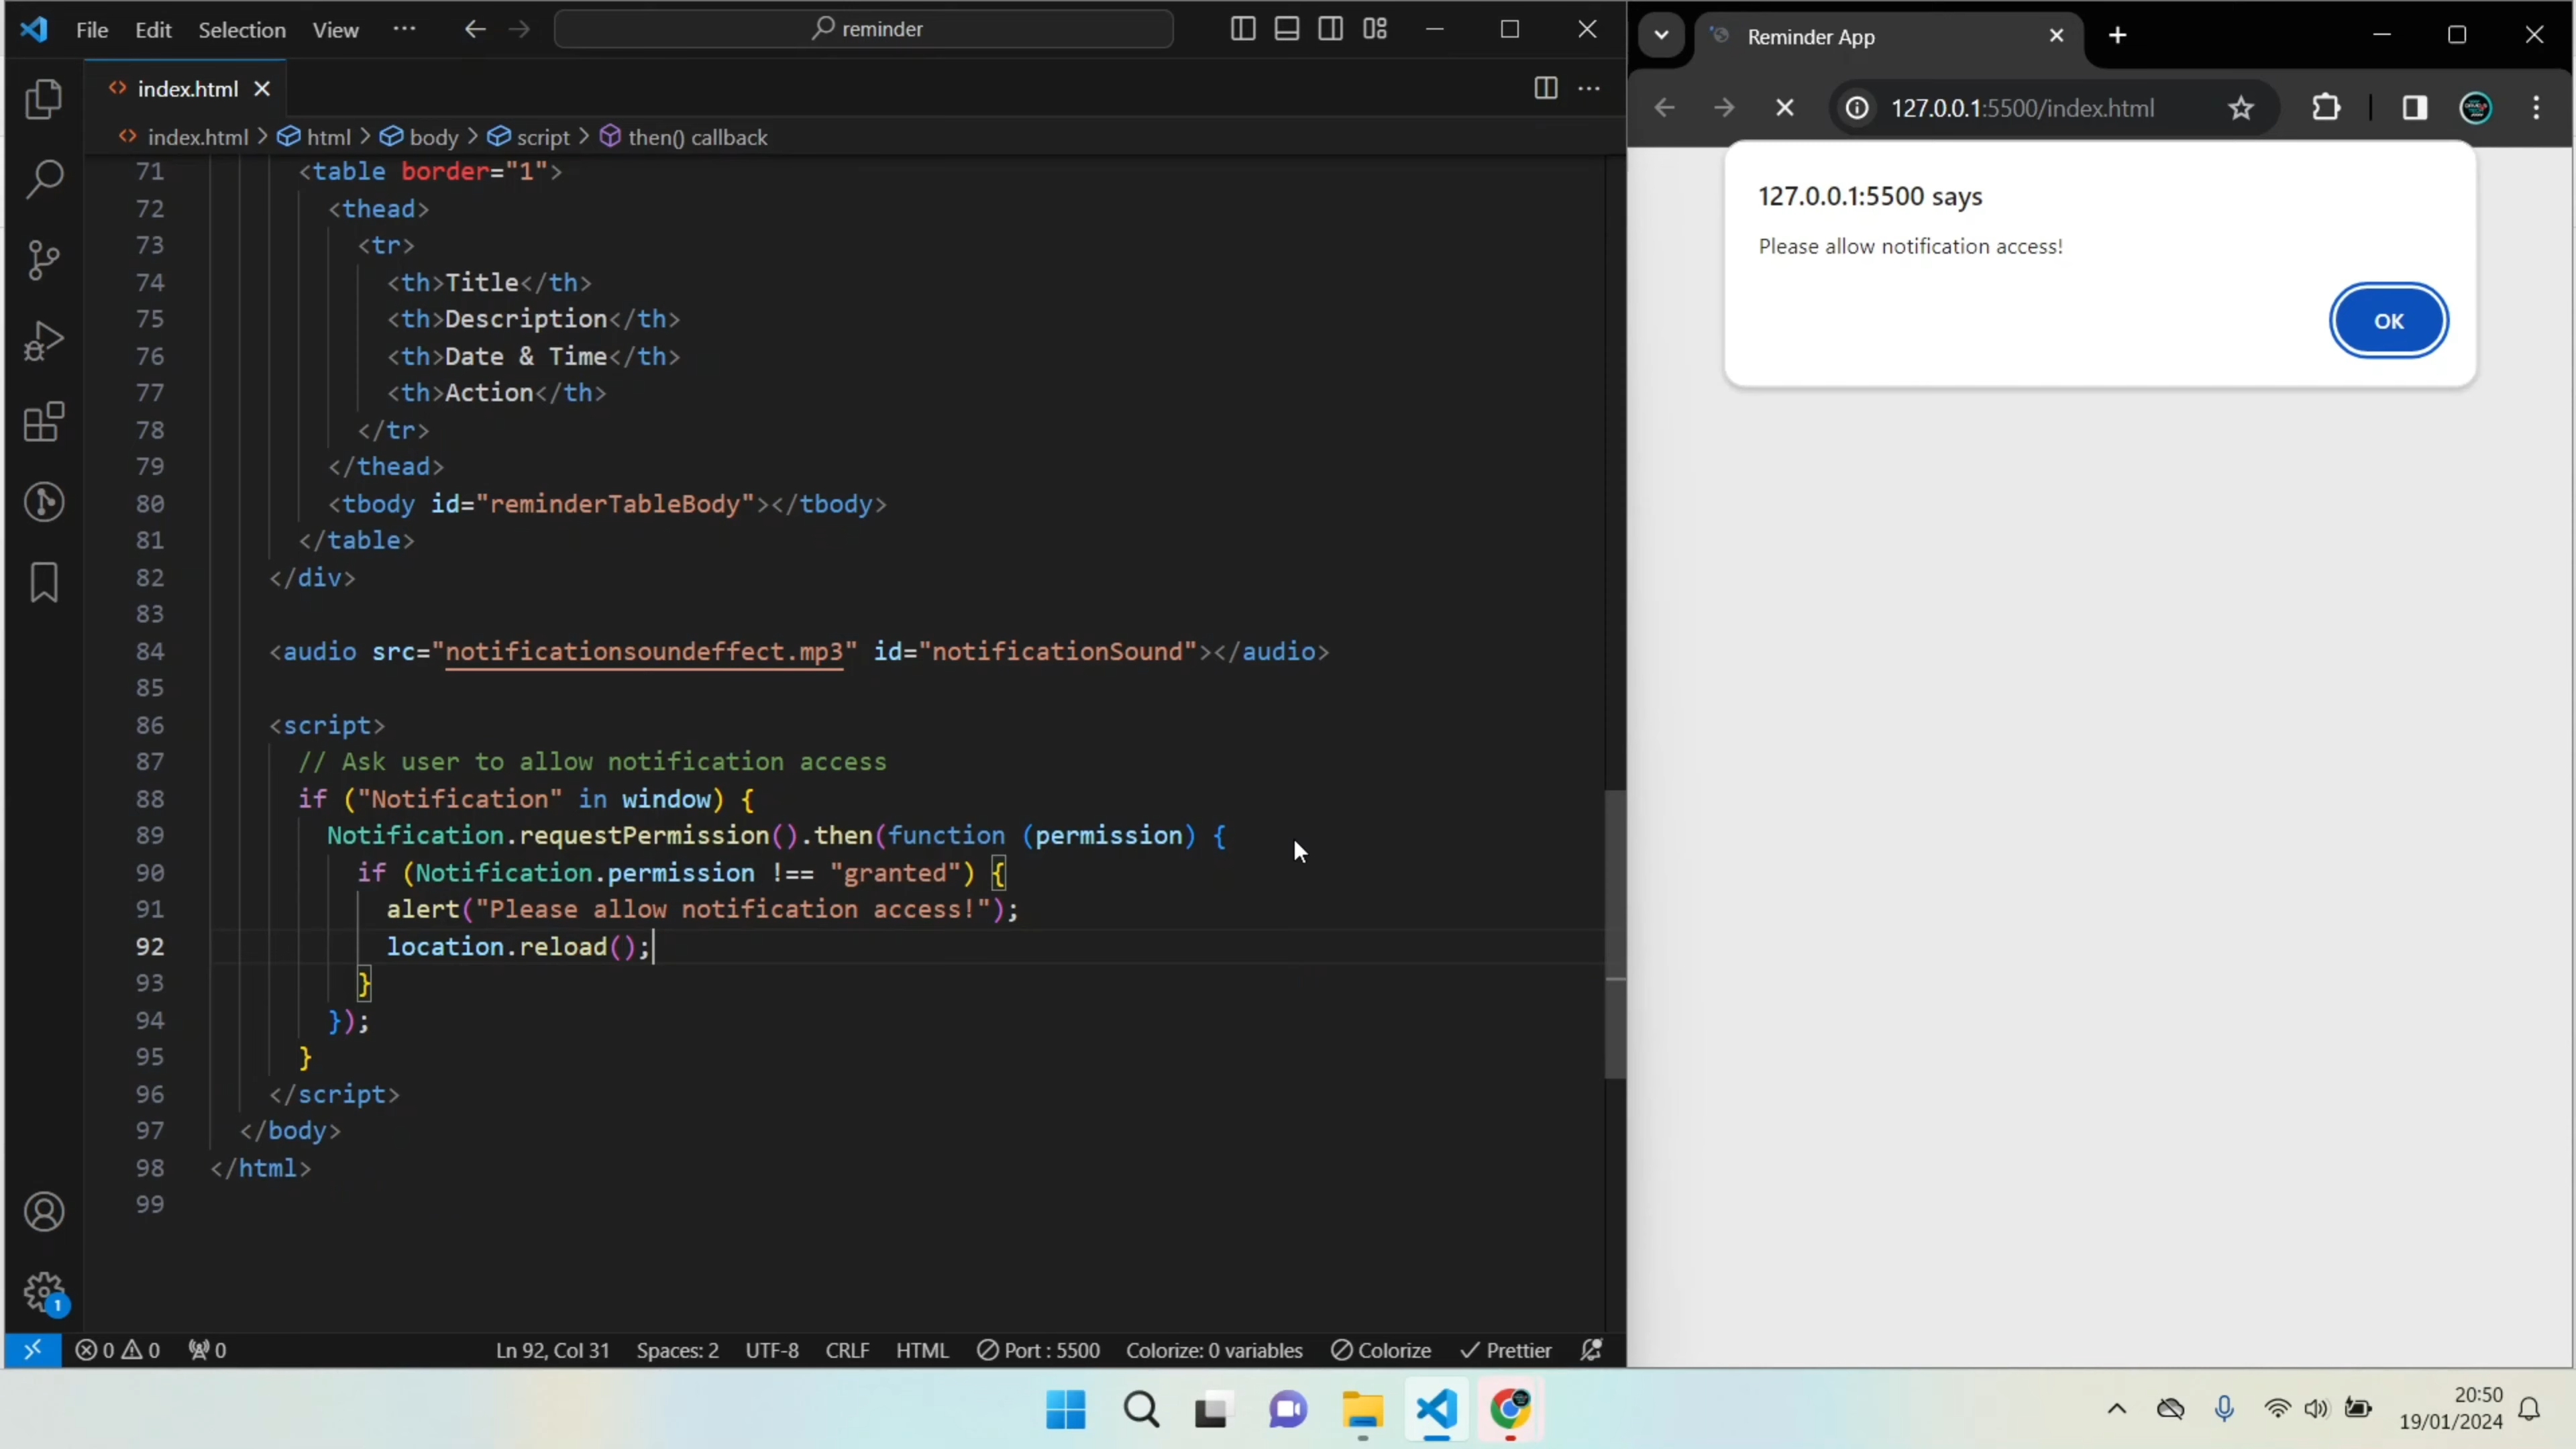 File Edit Selection View ··· reminder
index.html
index.html > html > body > script > then() callback
71 <table border="1">
72 <thead>
73 <tr>
74 <th>Title</th>
75 <th>Description</th>
76 <th>Date & Time</th>
77 <th>Action</th>
78 </tr>
79 </thead>
80 <tbody id="reminderTableBody"></tbody>
81 </table>
82 </div>
83
84 <audio src="notificationsoundeffect.mp3" id="notificationSound"></audio>
85
86 <script>
87 // Ask user to allow notification access
88 if ("Notification" in window) {
89 Notification.requestPermission().then(function (permission) {
90 if (Notification.permission !== "granted") {
91 alert("Please allow notification access!");
92 location.reload();
93 }
94 });
95 }
96 </script>
97 </body>
98 </html>
99
1
0 0 0 Ln 92, Col 31 Spaces: 2 UTF-8 CRLF HTML Port : 5500 Colorize: 0 variables Colorize Prettier
Reminder App
127.0.0.1:5500/index.html
127.0.0.1:5500 says
Please allow notification access!
OK
20:50
19/01/2024